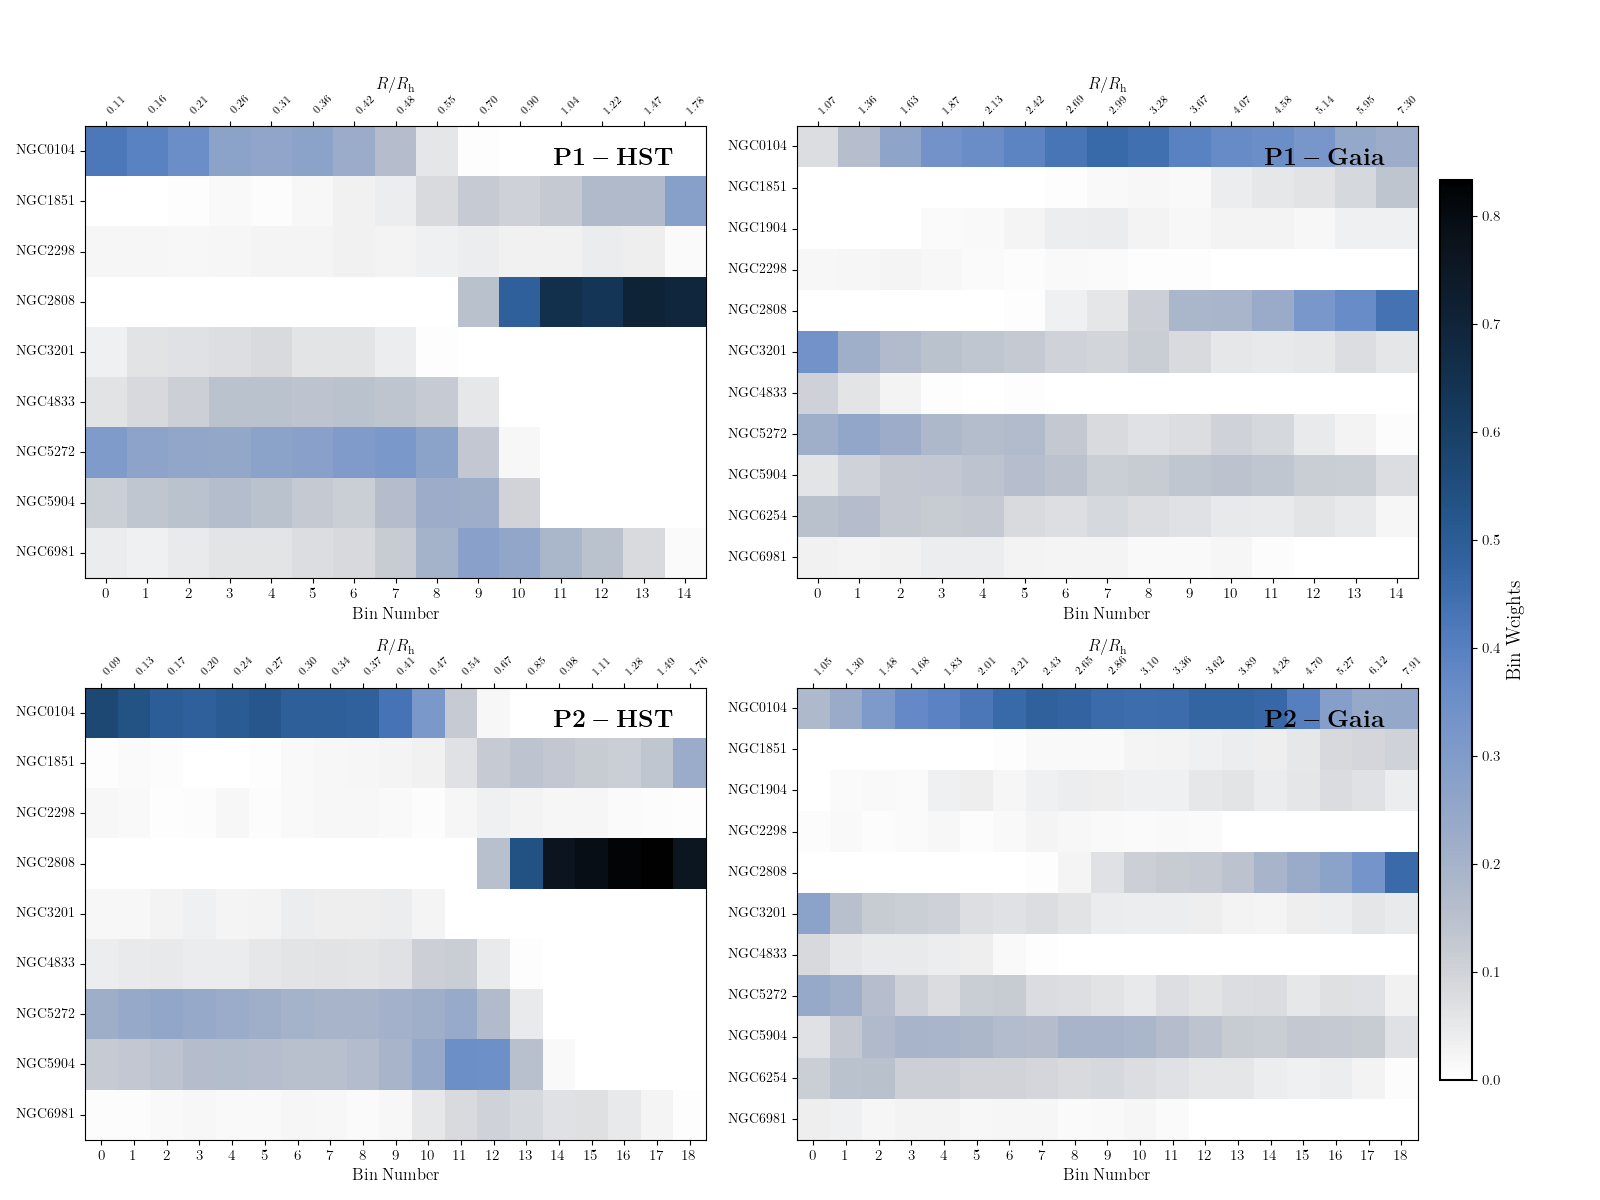 R/Rh
0.11 0.16 0.21 0.26 0.31 0.36 0.42 0.48 0.55 0.70 0.90 1.04 1.22 1.47 1.78
P1 – HST
NGC0104
NGC1851
NGC2298
NGC2808
NGC3201
NGC4833
NGC5272
NGC5904
NGC6981
0 1 2 3 4 5 6 7 8 9 10 11 12 13 14
Bin Number
R/Rh
1.07 1.36 1.63 1.87 2.13 2.42 2.69 2.99 3.28 3.67 4.07 4.58 5.14 5.95 7.30
P1 – Gaia
NGC0104
NGC1851
NGC1904
NGC2298
NGC2808
NGC3201
NGC4833
NGC5272
NGC5904
NGC6254
NGC6981
0 1 2 3 4 5 6 7 8 9 10 11 12 13 14
Bin Number
R/Rh
0.09 0.13 0.17 0.20 0.24 0.27 0.30 0.34 0.37 0.41 0.47 0.54 0.67 0.85 0.98 1.11 1.28 1.49 1.76
P2 – HST
NGC0104
NGC1851
NGC2298
NGC2808
NGC3201
NGC4833
NGC5272
NGC5904
NGC6981
0 1 2 3 4 5 6 7 8 9 10 11 12 13 14 15 16 17 18
Bin Number
R/Rh
1.05 1.30 1.48 1.68 1.83 2.01 2.21 2.43 2.65 2.86 3.10 3.36 3.62 3.89 4.28 4.70 5.27 6.12 7.91
P2 – Gaia
NGC0104
NGC1851
NGC1904
NGC2298
NGC2808
NGC3201
NGC4833
NGC5272
NGC5904
NGC6254
NGC6981
0 1 2 3 4 5 6 7 8 9 10 11 12 13 14 15 16 17 18
Bin Number
0.8
0.7
0.6
0.5
0.4
0.3
0.2
0.1
0.0
Bin Weights